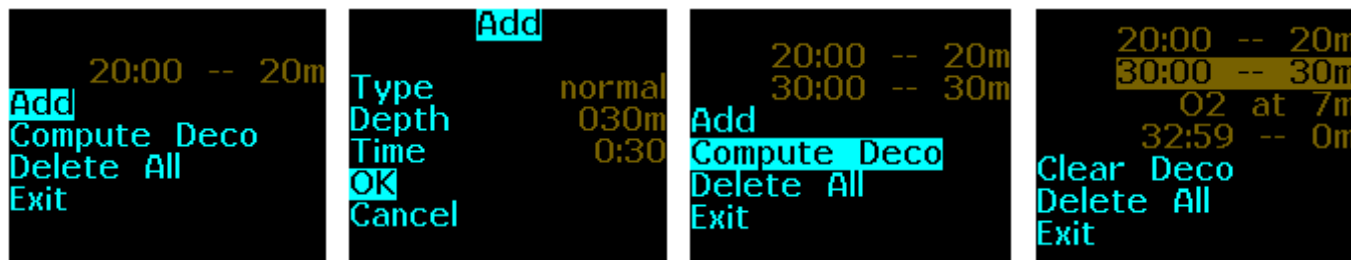 20:00 -- 20m
Add
Compute Deco
Delete All
Exit
Add
Type normal
Depth 030m
Time 0:30
OK
Cancel
20:00 -- 20m
30:00 -- 30m
Add
Compute Deco
Delete All
Exit
20:00 -- 20m
30:00 -- 30m
O2 at 7m
32:59 -- 0m
Clear Deco
Delete All
Exit